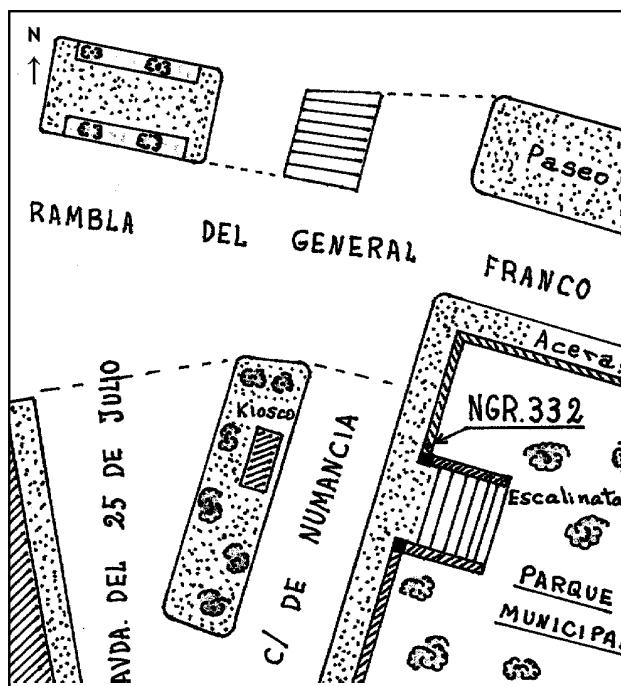 N
Paseo
RAMBLA DEL GENERAL FRANCO
Acera
AVDA. DEL 25 DE JULIO
Kiosco
C/ DE NUMANCIA
NGR.332
Escalinata
PARQUE
MUNICIPA